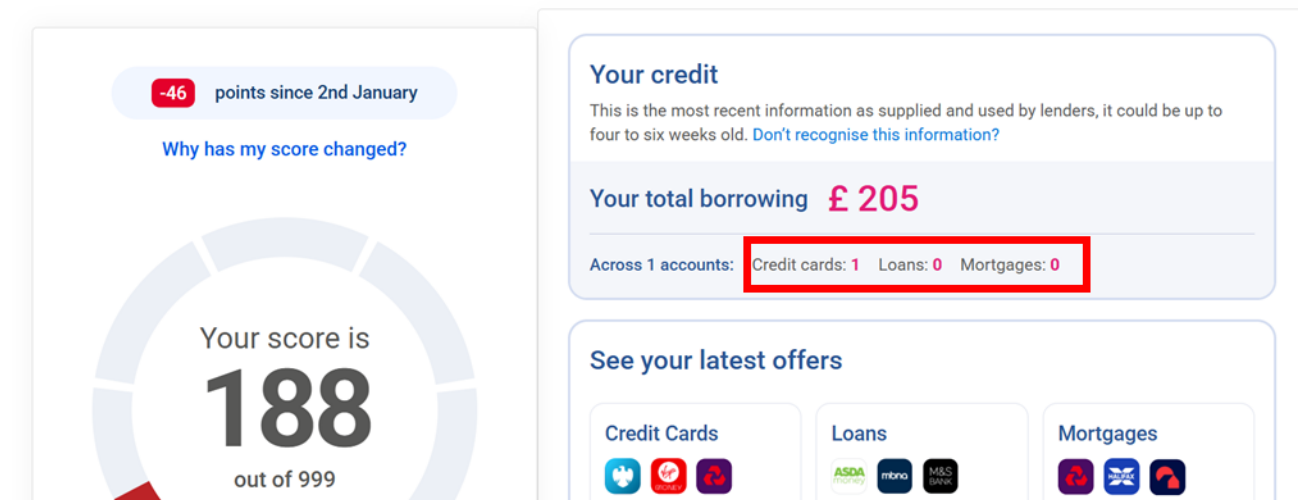 -46 points since 2nd January
Why has my score changed?
Your score is
188
out of 999
Your credit
This is the most recent information as supplied and used by lenders, it could be up to
four to six weeks old. Don't recognise this information?
Your total borrowing £ 205
Across 1 accounts: Credit cards: 1 Loans: 0 Mortgages: 0
See your latest offers
Credit Cards
Loans
Mortgages
ASDA
money
mbna
M&S
BANK
HALIFAX